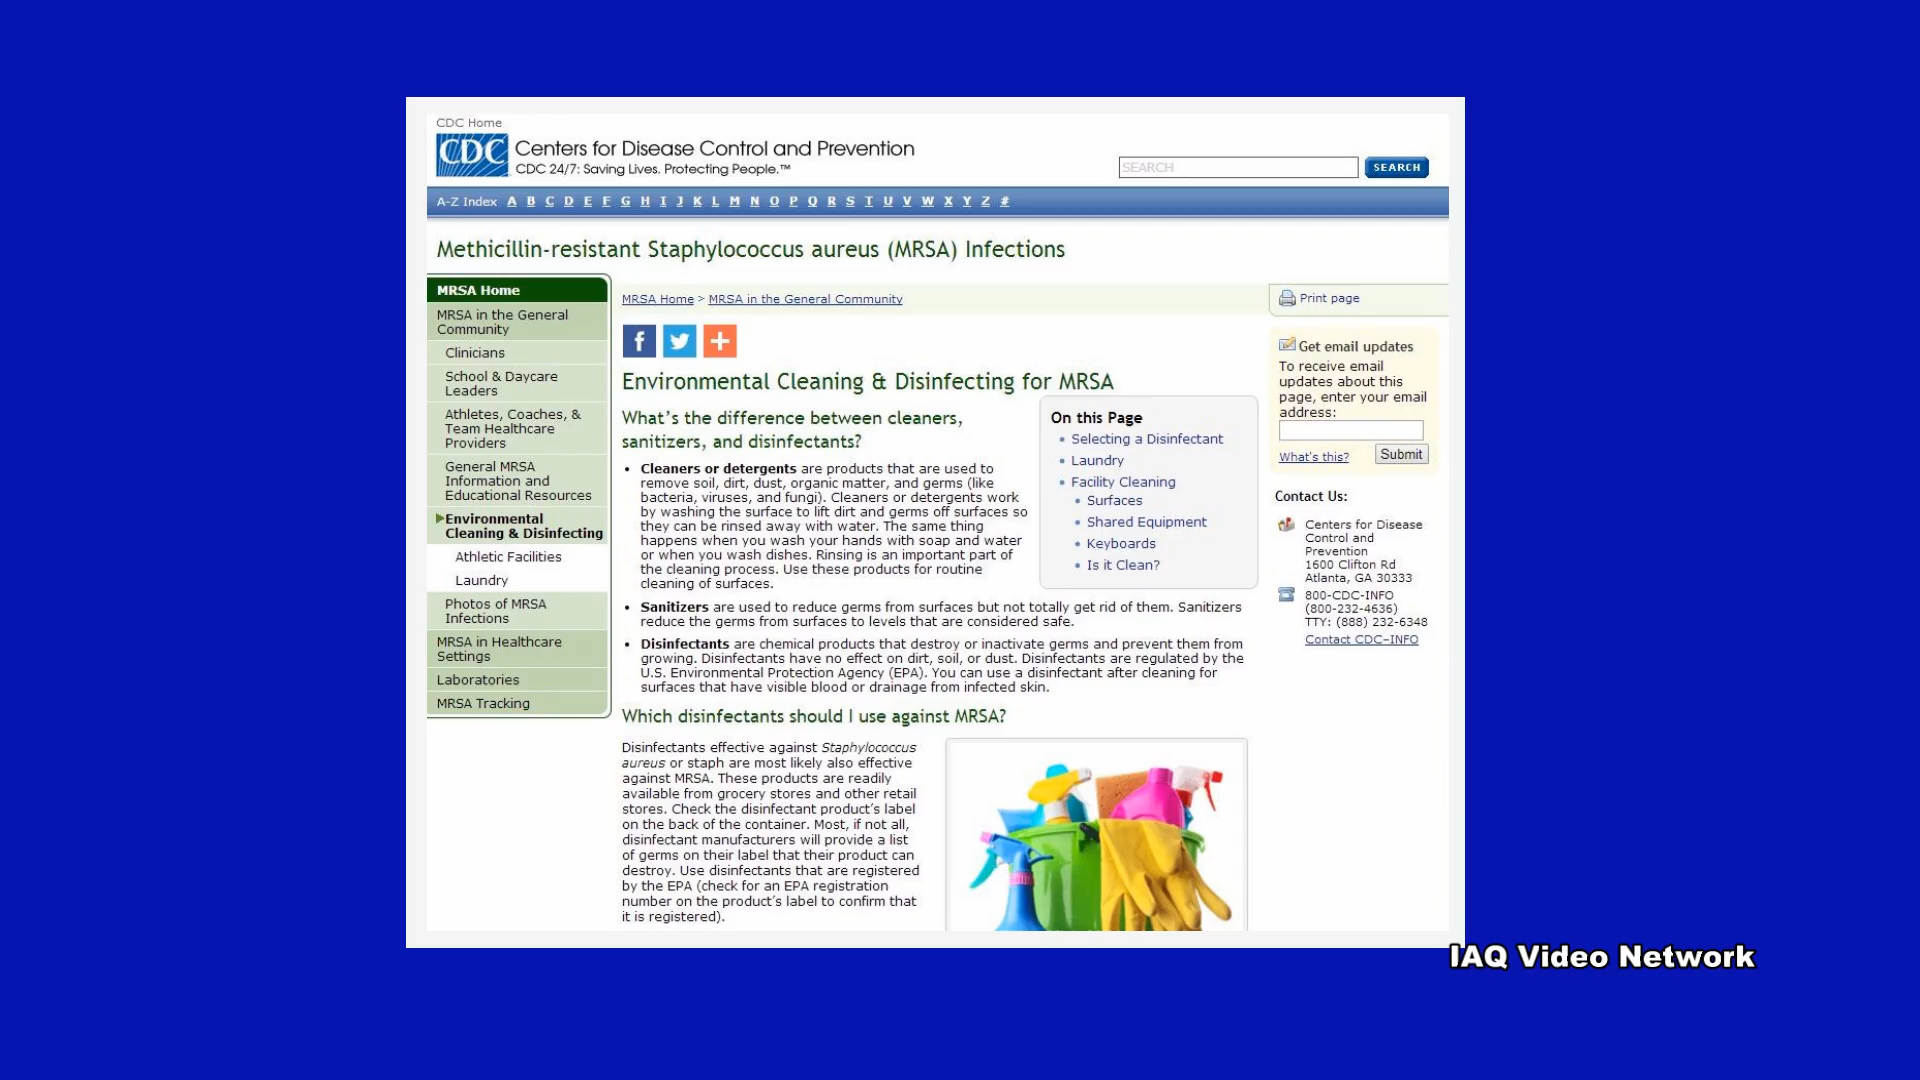 CDC Home
CDC
Centers for Disease Control and Prevention
CDC 24/7: Saving Lives. Protecting People.™
SEARCH
SEARCH
A-Z Index A B C D E F G H I J K L M N O P Q R S T U V W X Y Z #
Methicillin-resistant Staphylococcus aureus (MRSA) Infections
MRSA Home
MRSA in the General
Community
Clinicians
School & Daycare
Leaders
Athletes, Coaches, &
Team Healthcare
Providers
General MRSA
Information and
Educational Resources
Environmental
Cleaning & Disinfecting
Athletic Facilities
Laundry
Photos of MRSA
Infections
MRSA in Healthcare
Settings
Laboratories
MRSA Tracking
MRSA Home > MRSA in the General Community
Environmental Cleaning & Disinfecting for MRSA
What's the difference between cleaners,
sanitizers, and disinfectants?
• Cleaners or detergents are products that are used to
remove soil, dirt, dust, organic matter, and germs (like
bacteria, viruses, and fungi). Cleaners or detergents work
by washing the surface to lift dirt and germs off surfaces so
they can be rinsed away with water. The same thing
happens when you wash your hands with soap and water
or when you wash dishes. Rinsing is an important part of
the cleaning process. Use these products for routine
cleaning of surfaces.
• Sanitizers are used to reduce germs from surfaces but not totally get rid of them. Sanitizers
reduce the germs from surfaces to levels that are considered safe.
• Disinfectants are chemical products that destroy or inactivate germs and prevent them from
growing. Disinfectants have no effect on dirt, soil, or dust. Disinfectants are regulated by the
U.S. Environmental Protection Agency (EPA). You can use a disinfectant after cleaning for
surfaces that have visible blood or drainage from infected skin.
Which disinfectants should I use against MRSA?
Disinfectants effective against Staphylococcus
aureus or staph are most likely also effective
against MRSA. These products are readily
available from grocery stores and other retail
stores. Check the disinfectant product's label
on the back of the container. Most, if not all,
disinfectant manufacturers will provide a list
of germs on their label that their product can
destroy. Use disinfectants that are registered
by the EPA (check for an EPA registration
number on the product's label to confirm that
it is registered).
On this Page
• Selecting a Disinfectant
• Laundry
• Facility Cleaning
• Surfaces
• Shared Equipment
• Keyboards
• Is it Clean?
Print page
Get email updates
To receive email
updates about this
page, enter your email
address:
What's this?
Submit
Contact Us:
Centers for Disease
Control and
Prevention
1600 Clifton Rd
Atlanta, GA 30333
800-CDC-INFO
(800-232-4636)
TTY: (888) 232-6348
Contact CDC–INFO
IAQ Video Network